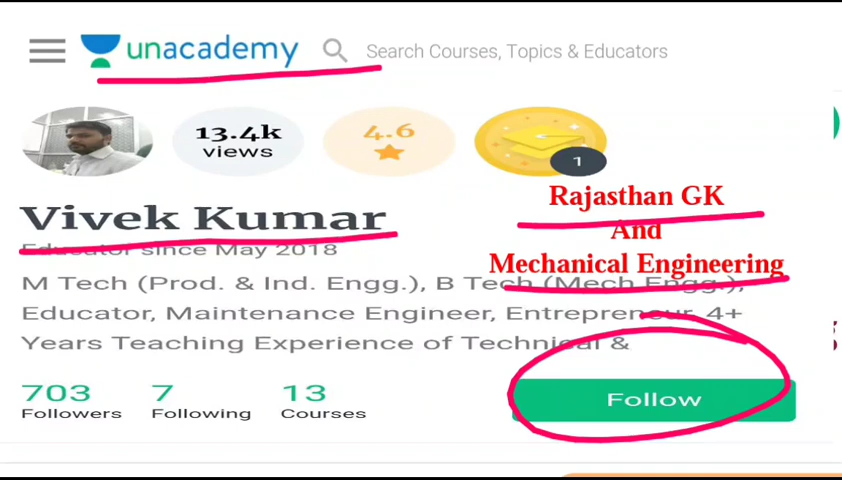 unacademy
Search Courses, Topics & Educators
13.4k
views
4.6
1
Rajasthan GK
And
Mechanical Engineering
Vivek Kumar
Educator since May 2018
M Tech (Prod. & Ind. Engg.), B Tech (Mech Engg.),
Educator, Maintenance Engineer, Entrepreneur, 4+
Years Teaching Experience of Technical &
703 7 13
Followers Following Courses
Follow